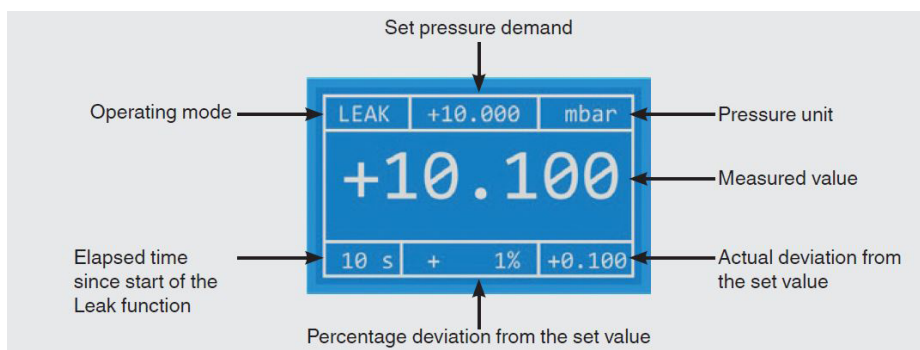 Set pressure demand
Operating mode
LEAK +10.000 mbar
Pressure unit
+10.100
Measured value
Elapsed time
since start of the
Leak function
10 s + 1% +0.100
Actual deviation from
the set value
Percentage deviation from the set value